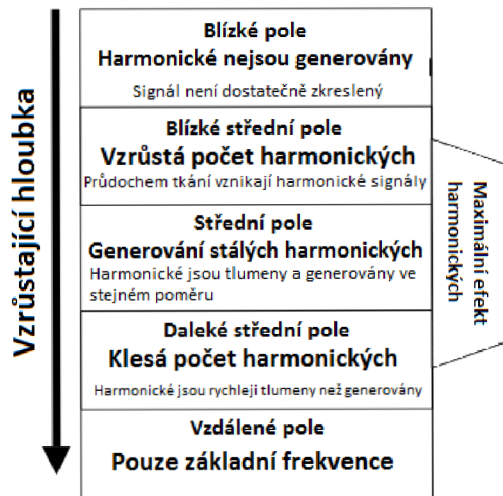 Vzrůstající hloubka
Blízké pole
Harmonické nejsou generovány
Signál není dostatečně zkreslený
Blízké střední pole
Vzrůstá počet harmonických
Průdochem tkání vznikají harmonické signály
Střední pole
Generování stálých harmonických
Harmonické jsou tlumeny a generovány ve
stejném poměru
Daleké střední pole
Klesá počet harmonických
Harmonické jsou rychleji tlumeny než generovány
Vzdálené pole
Pouze základní frekvence
Maximální efekt
harmonických